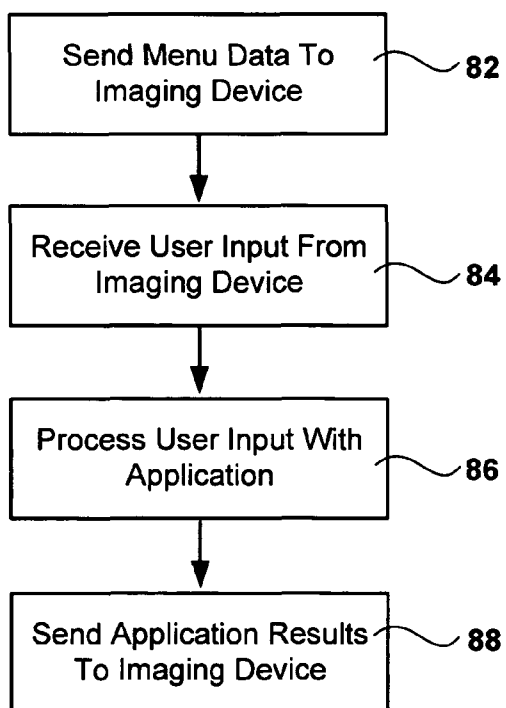 Send Menu Data To
Imaging Device
82
Receive User Input From
Imaging Device
84
Process User Input With
Application
86
Send Application Results
To Imaging Device
88